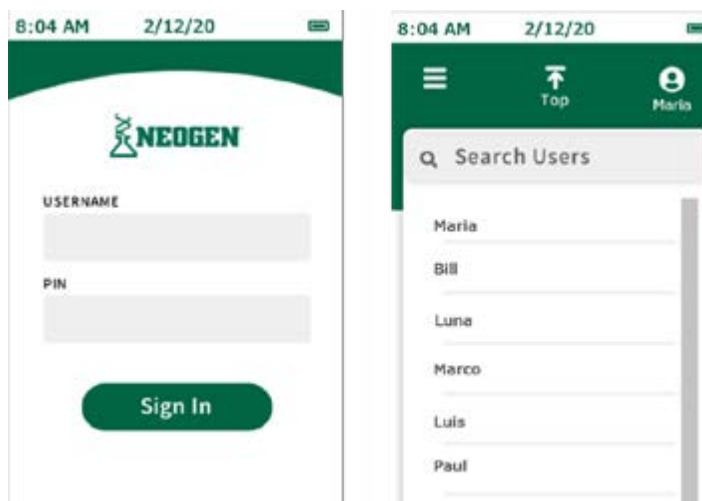 8:04 AM 2/12/20
NEOGEN
USERNAME
PIN
Sign In
8:04 AM 2/12/20
Top
Maria
Search Users
Maria
Bill
Luna
Marco
Luis
Paul